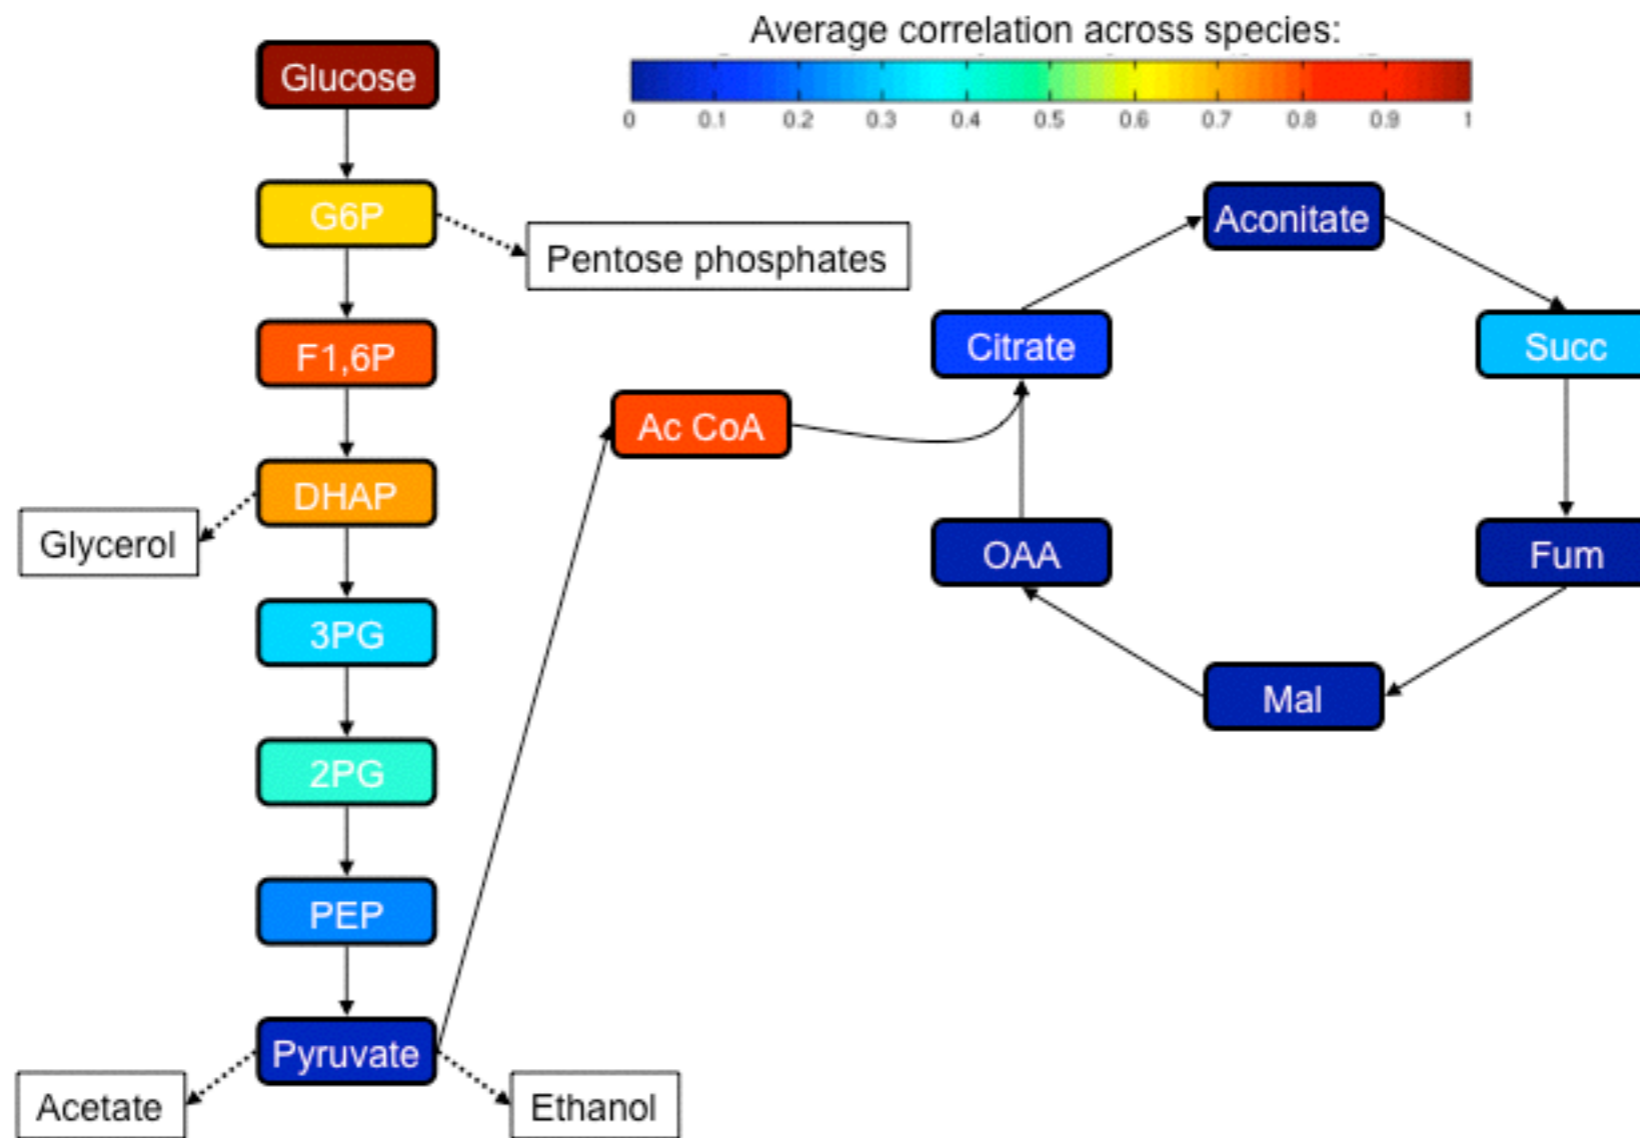 Average correlation across species:
0 0.1 0.2 0.3 0.4 0.5 0.6 0.7 0.8 0.9 1
Glucose
G6P
Pentose phosphates
F1,6P
DHAP
Glycerol
3PG
2PG
PEP
Pyruvate
Acetate
Ethanol
Ac CoA
Citrate
Aconitate
Succ
Fum
Mal
OAA